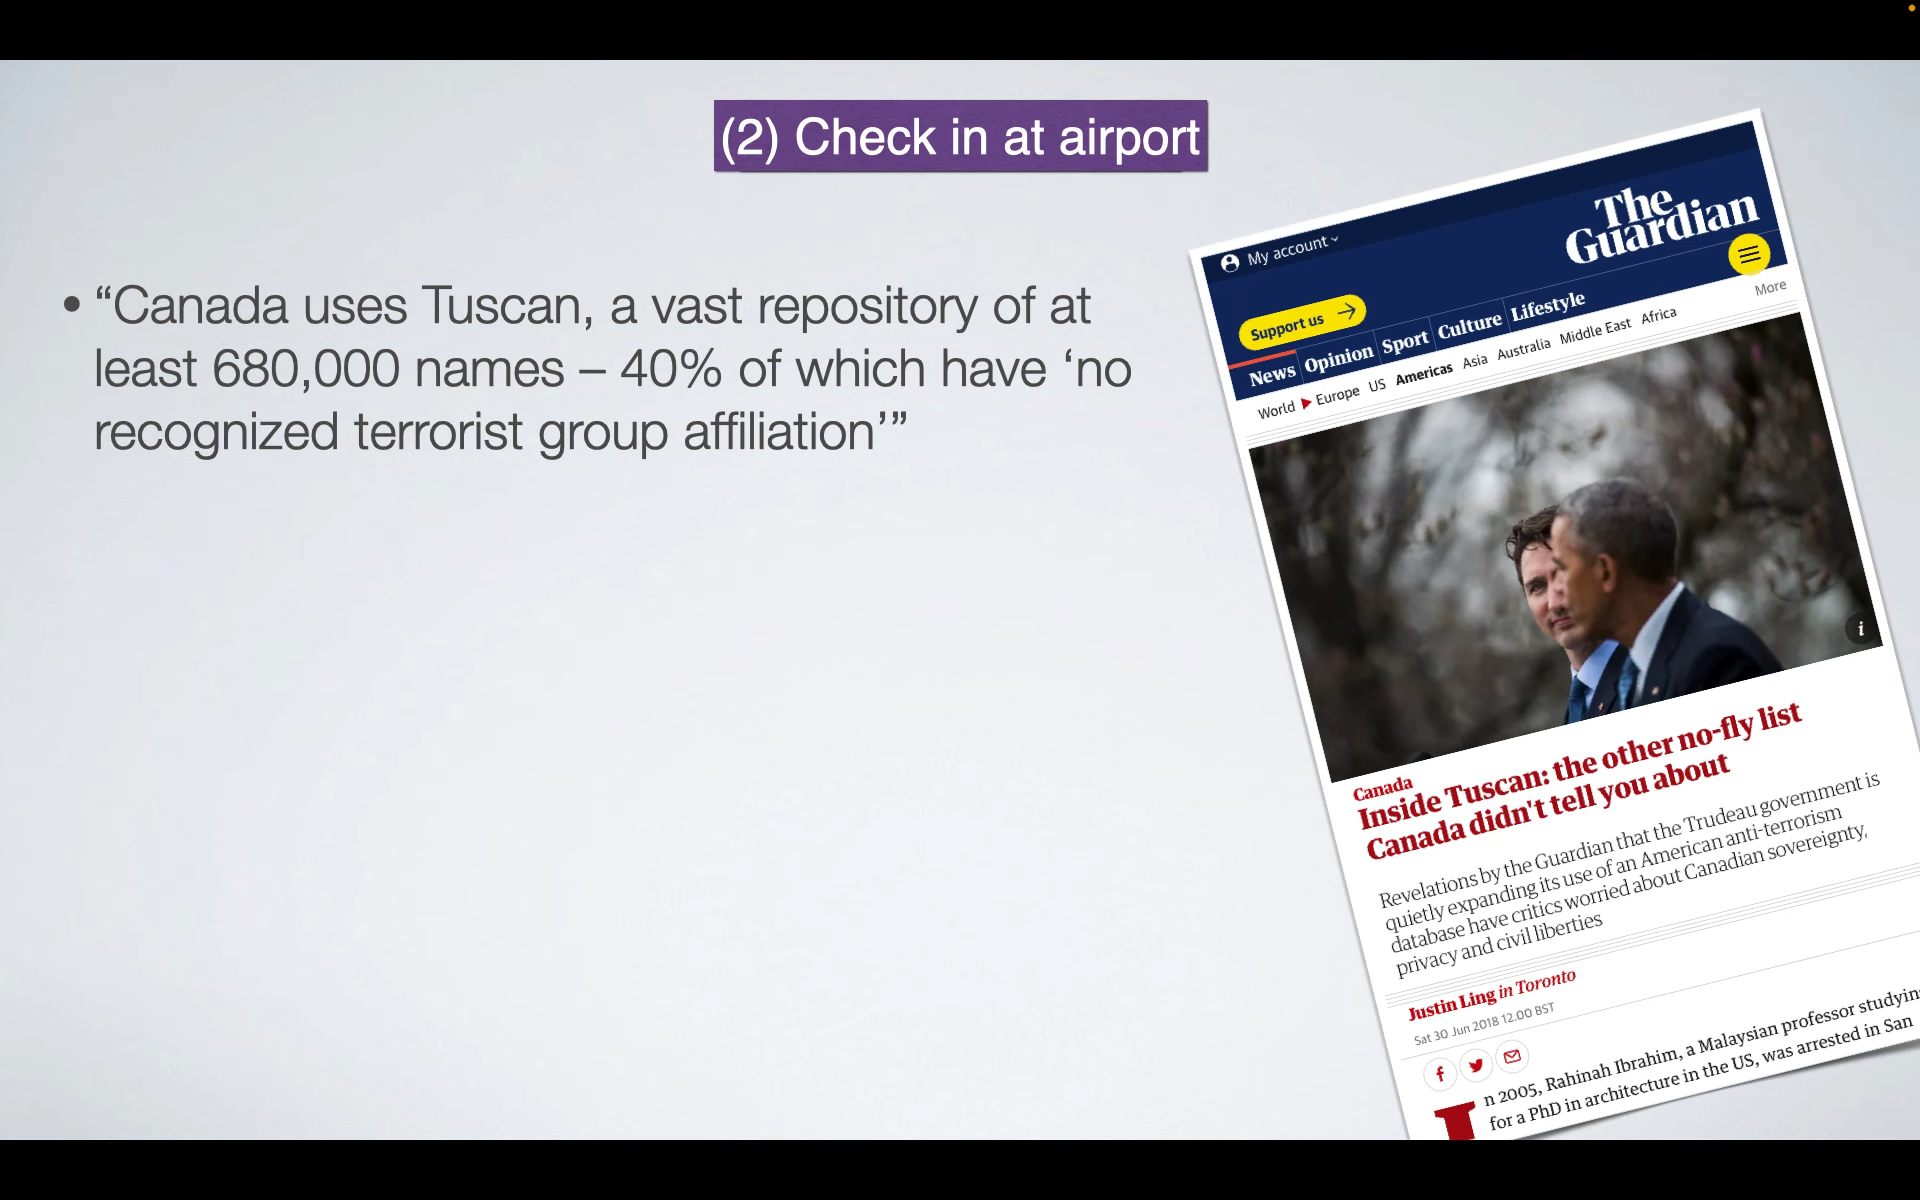 (2) Check in at airport
• “Canada uses Tuscan, a vast repository of at
least 680,000 names – 40% of which have ‘no
recognized terrorist group affiliation’”
My account
The
Guardian
Support us
News Opinion Sport Culture Lifestyle
More
World Europe US Americas Asia Australia Middle East Africa
i
Canada
Inside Tuscan: the other no-fly list
Canada didn't tell you about
Revelations by the Guardian that the Trudeau government is
quietly expanding its use of an American anti-terrorism
database have critics worried about Canadian sovereignty,
privacy and civil liberties
Justin Ling in Toronto
Sat 30 Jun 2018 12.00 BST
f
In 2005, Rahinah Ibrahim, a Malaysian professor studyin
for a PhD in architecture in the US, was arrested in San